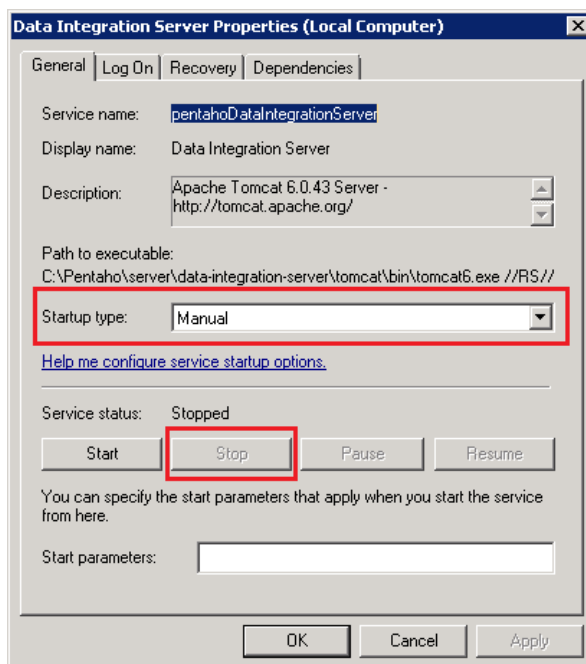 Data Integration Server Properties (Local Computer)
General Log On Recovery Dependencies
Service name: pentahoDataIntegrationServer
Display name: Data Integration Server
Description: Apache Tomcat 6.0.43 Server -
http://tomcat.apache.org/
Path to executable:
C:\Pentaho\server\data-integration-server\tomcat\bin\tomcat6.exe //RS//
Startup type: Manual
Help me configure service startup options.
Service status: Stopped
Start Stop Pause Resume
You can specify the start parameters that apply when you start the service
from here.
Start parameters:
OK Cancel Apply